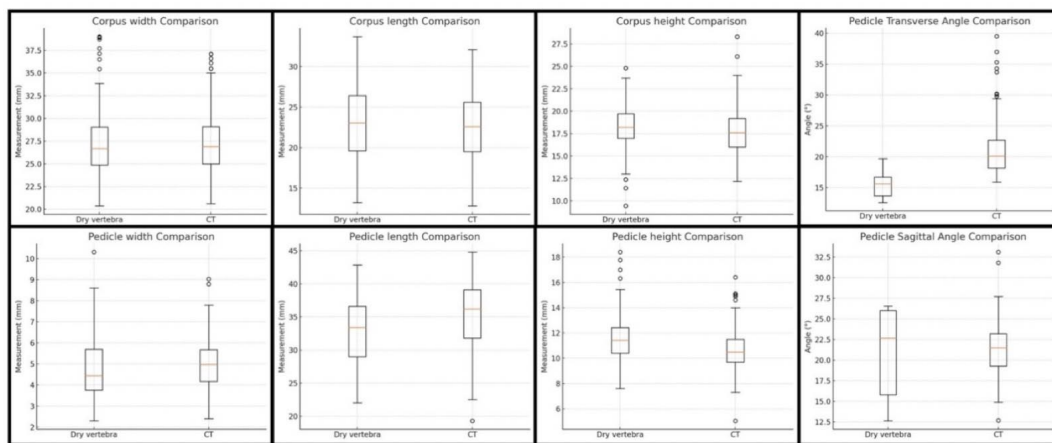 Corpus width Comparison
Measurement (mm)
37.5
35.0
32.5
30.0
27.5
25.0
22.5
20.0
Dry vertebra CT
Corpus length Comparison
Measurement (mm)
30
25
20
15
Dry vertebra CT
Corpus height Comparison
Measurement (mm)
27.5
25.0
22.5
20.0
17.5
15.0
12.5
10.0
Dry vertebra CT
Pedicle Transverse Angle Comparison
Angle (°)
40
35
30
25
20
15
Dry vertebra CT
Pedicle width Comparison
Measurement (mm)
10
9
8
7
6
5
4
3
2
Dry vertebra CT
Pedicle length Comparison
Measurement (mm)
45
40
35
30
25
20
Dry vertebra CT
Pedicle height Comparison
Measurement (mm)
18
16
14
12
10
8
6
Dry vertebra CT
Pedicle Sagittal Angle Comparison
Angle (°)
32.5
30.0
27.5
25.0
22.5
20.0
17.5
15.0
12.5
Dry vertebra CT